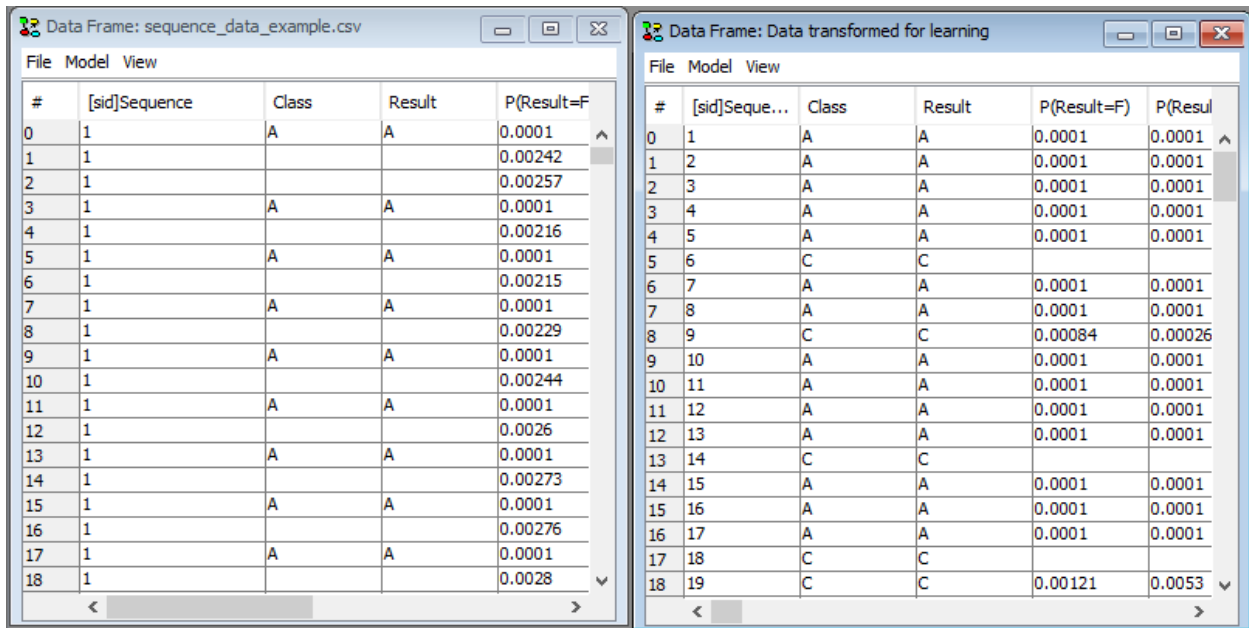 Data Frame: sequence_data_example.csv
File Model View
# [sid]Sequence Class Result P(Result=F
0 1 A A 0.0001
1 1 0.00242
2 1 0.00257
3 1 A A 0.0001
4 1 0.00216
5 1 A A 0.0001
6 1 0.00215
7 1 A A 0.0001
8 1 0.00229
9 1 A A 0.0001
10 1 0.00244
11 1 A A 0.0001
12 1 0.0026
13 1 A A 0.0001
14 1 0.00273
15 1 A A 0.0001
16 1 0.00276
17 1 A A 0.0001
18 1 0.0028
Data Frame: Data transformed for learning
File Model View
# [sid]Seque... Class Result P(Result=F) P(Resul
0 1 A A 0.0001 0.0001
1 2 A A 0.0001 0.0001
2 3 A A 0.0001 0.0001
3 4 A A 0.0001 0.0001
4 5 A A 0.0001 0.0001
5 6 C C
6 7 A A 0.0001 0.0001
7 8 A A 0.0001 0.0001
8 9 C C 0.00084 0.00026
9 10 A A 0.0001 0.0001
10 11 A A 0.0001 0.0001
11 12 A A 0.0001 0.0001
12 13 A A 0.0001 0.0001
13 14 C C
14 15 A A 0.0001 0.0001
15 16 A A 0.0001 0.0001
16 17 A A 0.0001 0.0001
17 18 C C
18 19 C C 0.00121 0.0053